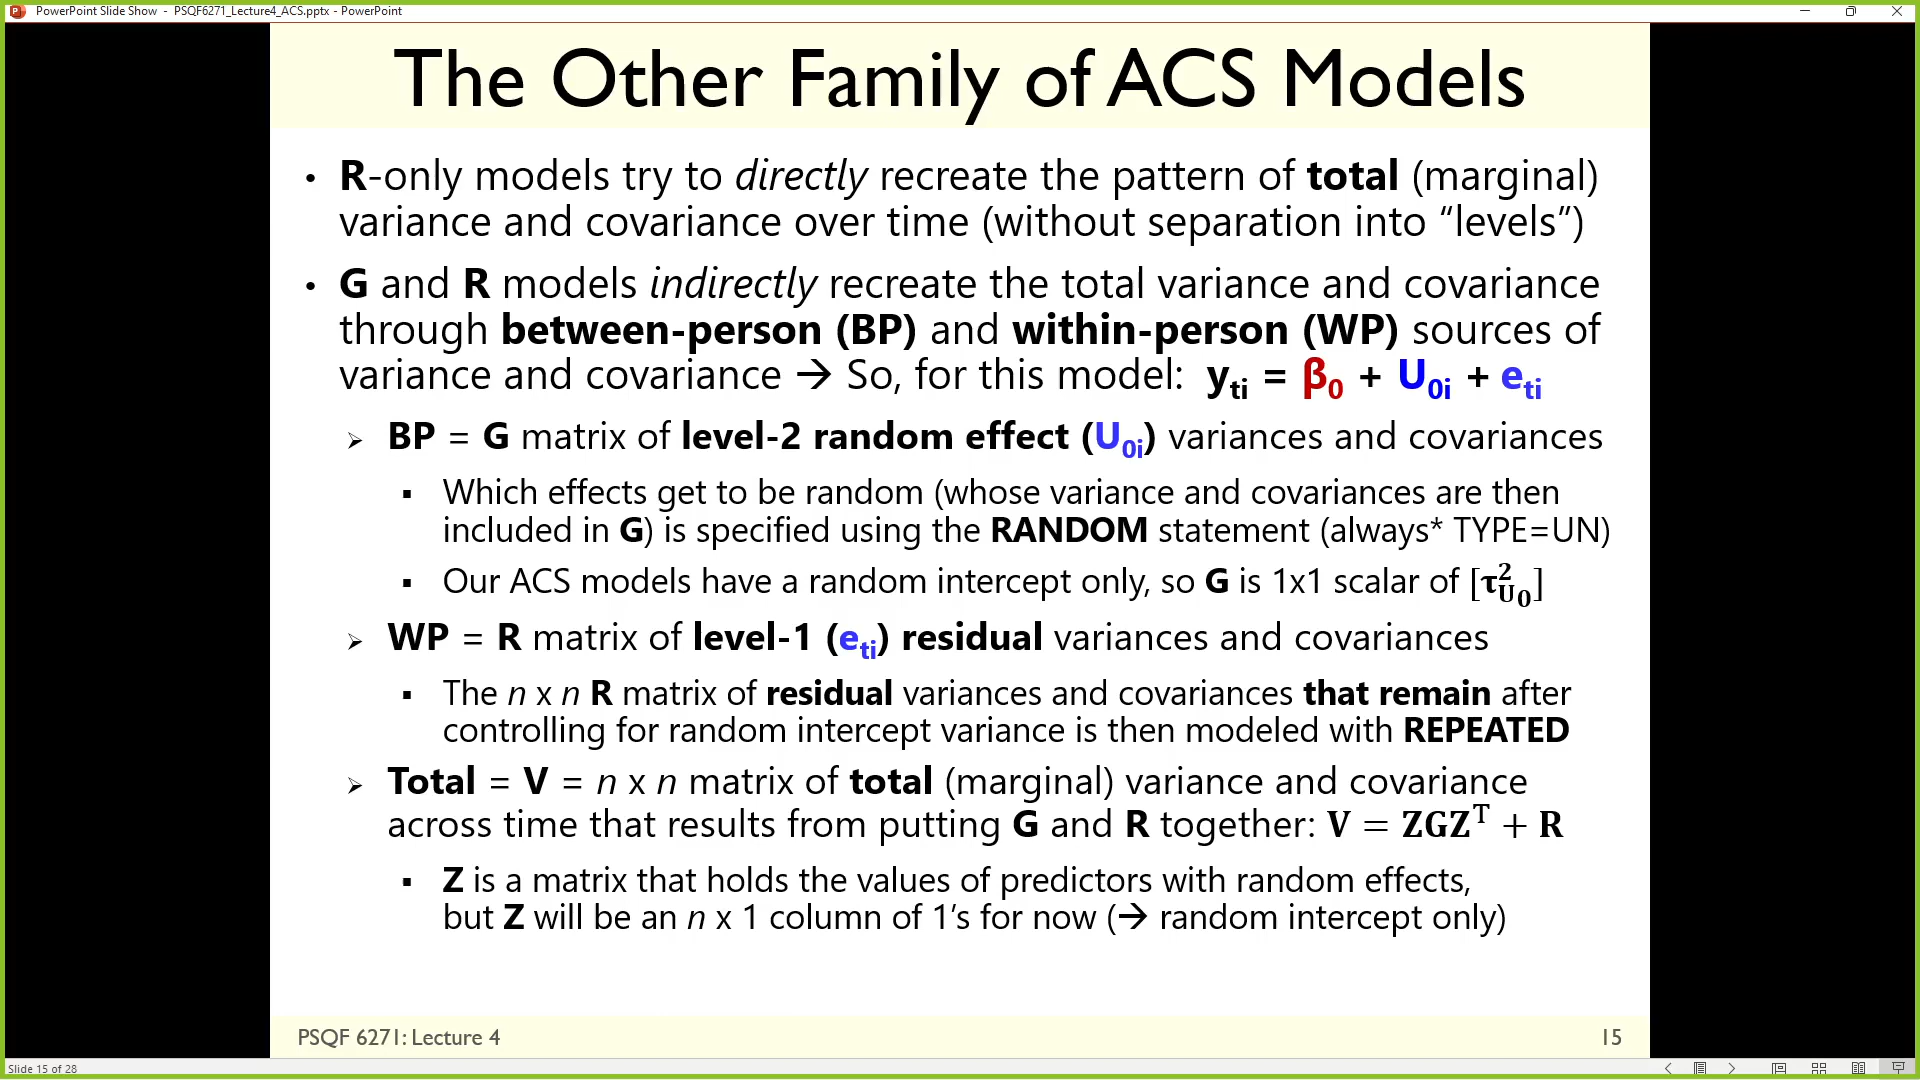 PowerPoint Slide Show - PSQF6271_Lecture4_ACS.pptx - PowerPoint
The Other Family of ACS Models
• R-only models try to directly recreate the pattern of total (marginal)
variance and covariance over time (without separation into “levels”)
• G and R models indirectly recreate the total variance and covariance
through between-person (BP) and within-person (WP) sources of
variance and covariance → So, for this model: yti = β0 + U0i + eti
➢ BP = G matrix of level-2 random effect (U0i) variances and covariances
▪ Which effects get to be random (whose variance and covariances are then
included in G) is specified using the RANDOM statement (always* TYPE=UN)
▪ Our ACS models have a random intercept only, so G is 1x1 scalar of [τ²U0]
➢ WP = R matrix of level-1 (eti) residual variances and covariances
▪ The n x n R matrix of residual variances and covariances that remain after
controlling for random intercept variance is then modeled with REPEATED
➢ Total = V = n x n matrix of total (marginal) variance and covariance
across time that results from putting G and R together: V = ZGZᵀ + R
▪ Z is a matrix that holds the values of predictors with random effects,
but Z will be an n x 1 column of 1’s for now (→ random intercept only)
PSQF 6271: Lecture 4
15
Slide 15 of 28